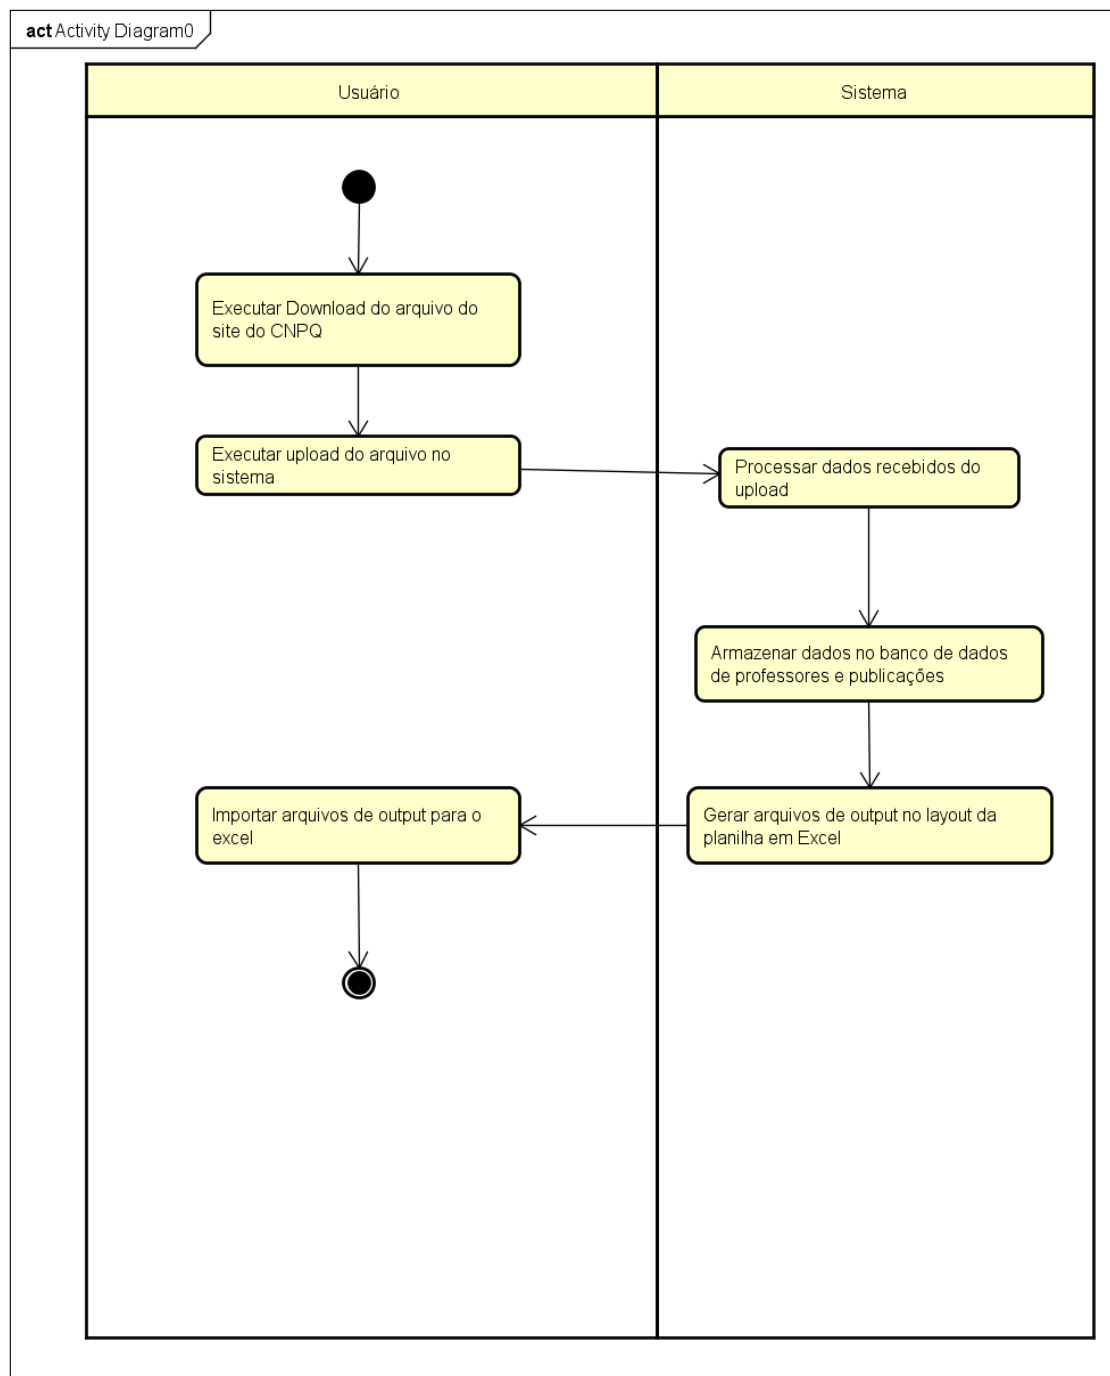 act Activity Diagram0
Usuário
Sistema
Executar Download do arquivo do
site do CNPQ
Executar upload do arquivo no
sistema
Processar dados recebidos do
upload
Armazenar dados no banco de dados
de professores e publicações
Gerar arquivos de output no layout da
planilha em Excel
Importar arquivos de output para o
excel